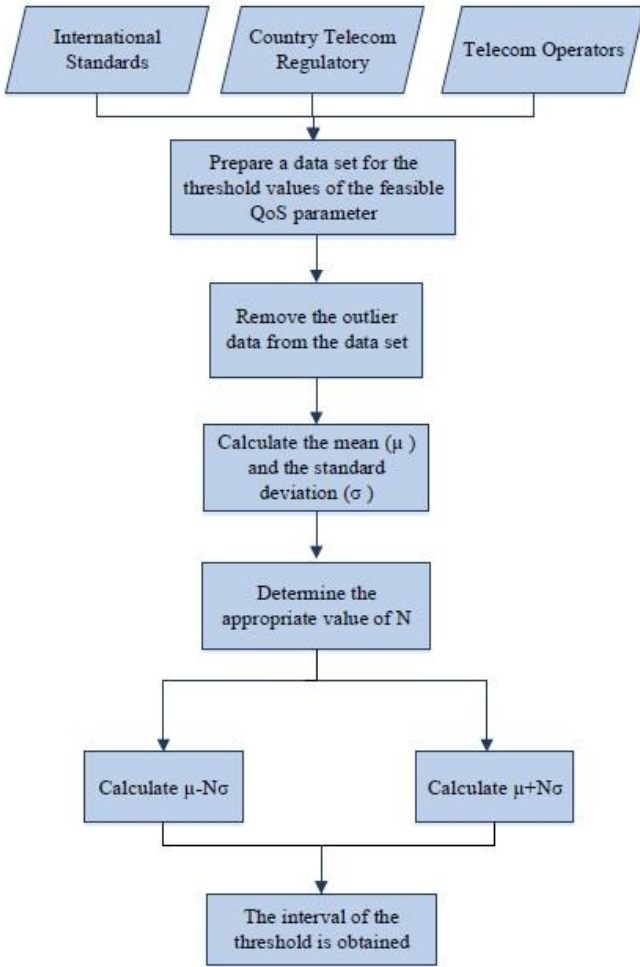 International
Standards
Country Telecom
Regulatory
Telecom Operators
Prepare a data set for the
threshold values of the feasible
QoS parameter
Remove the outlier
data from the data set
Calculate the mean (μ )
and the standard
deviation (σ )
Determine the
appropriate value of N
Calculate μ-Nσ
Calculate μ+Nσ
The interval of the
threshold is obtained